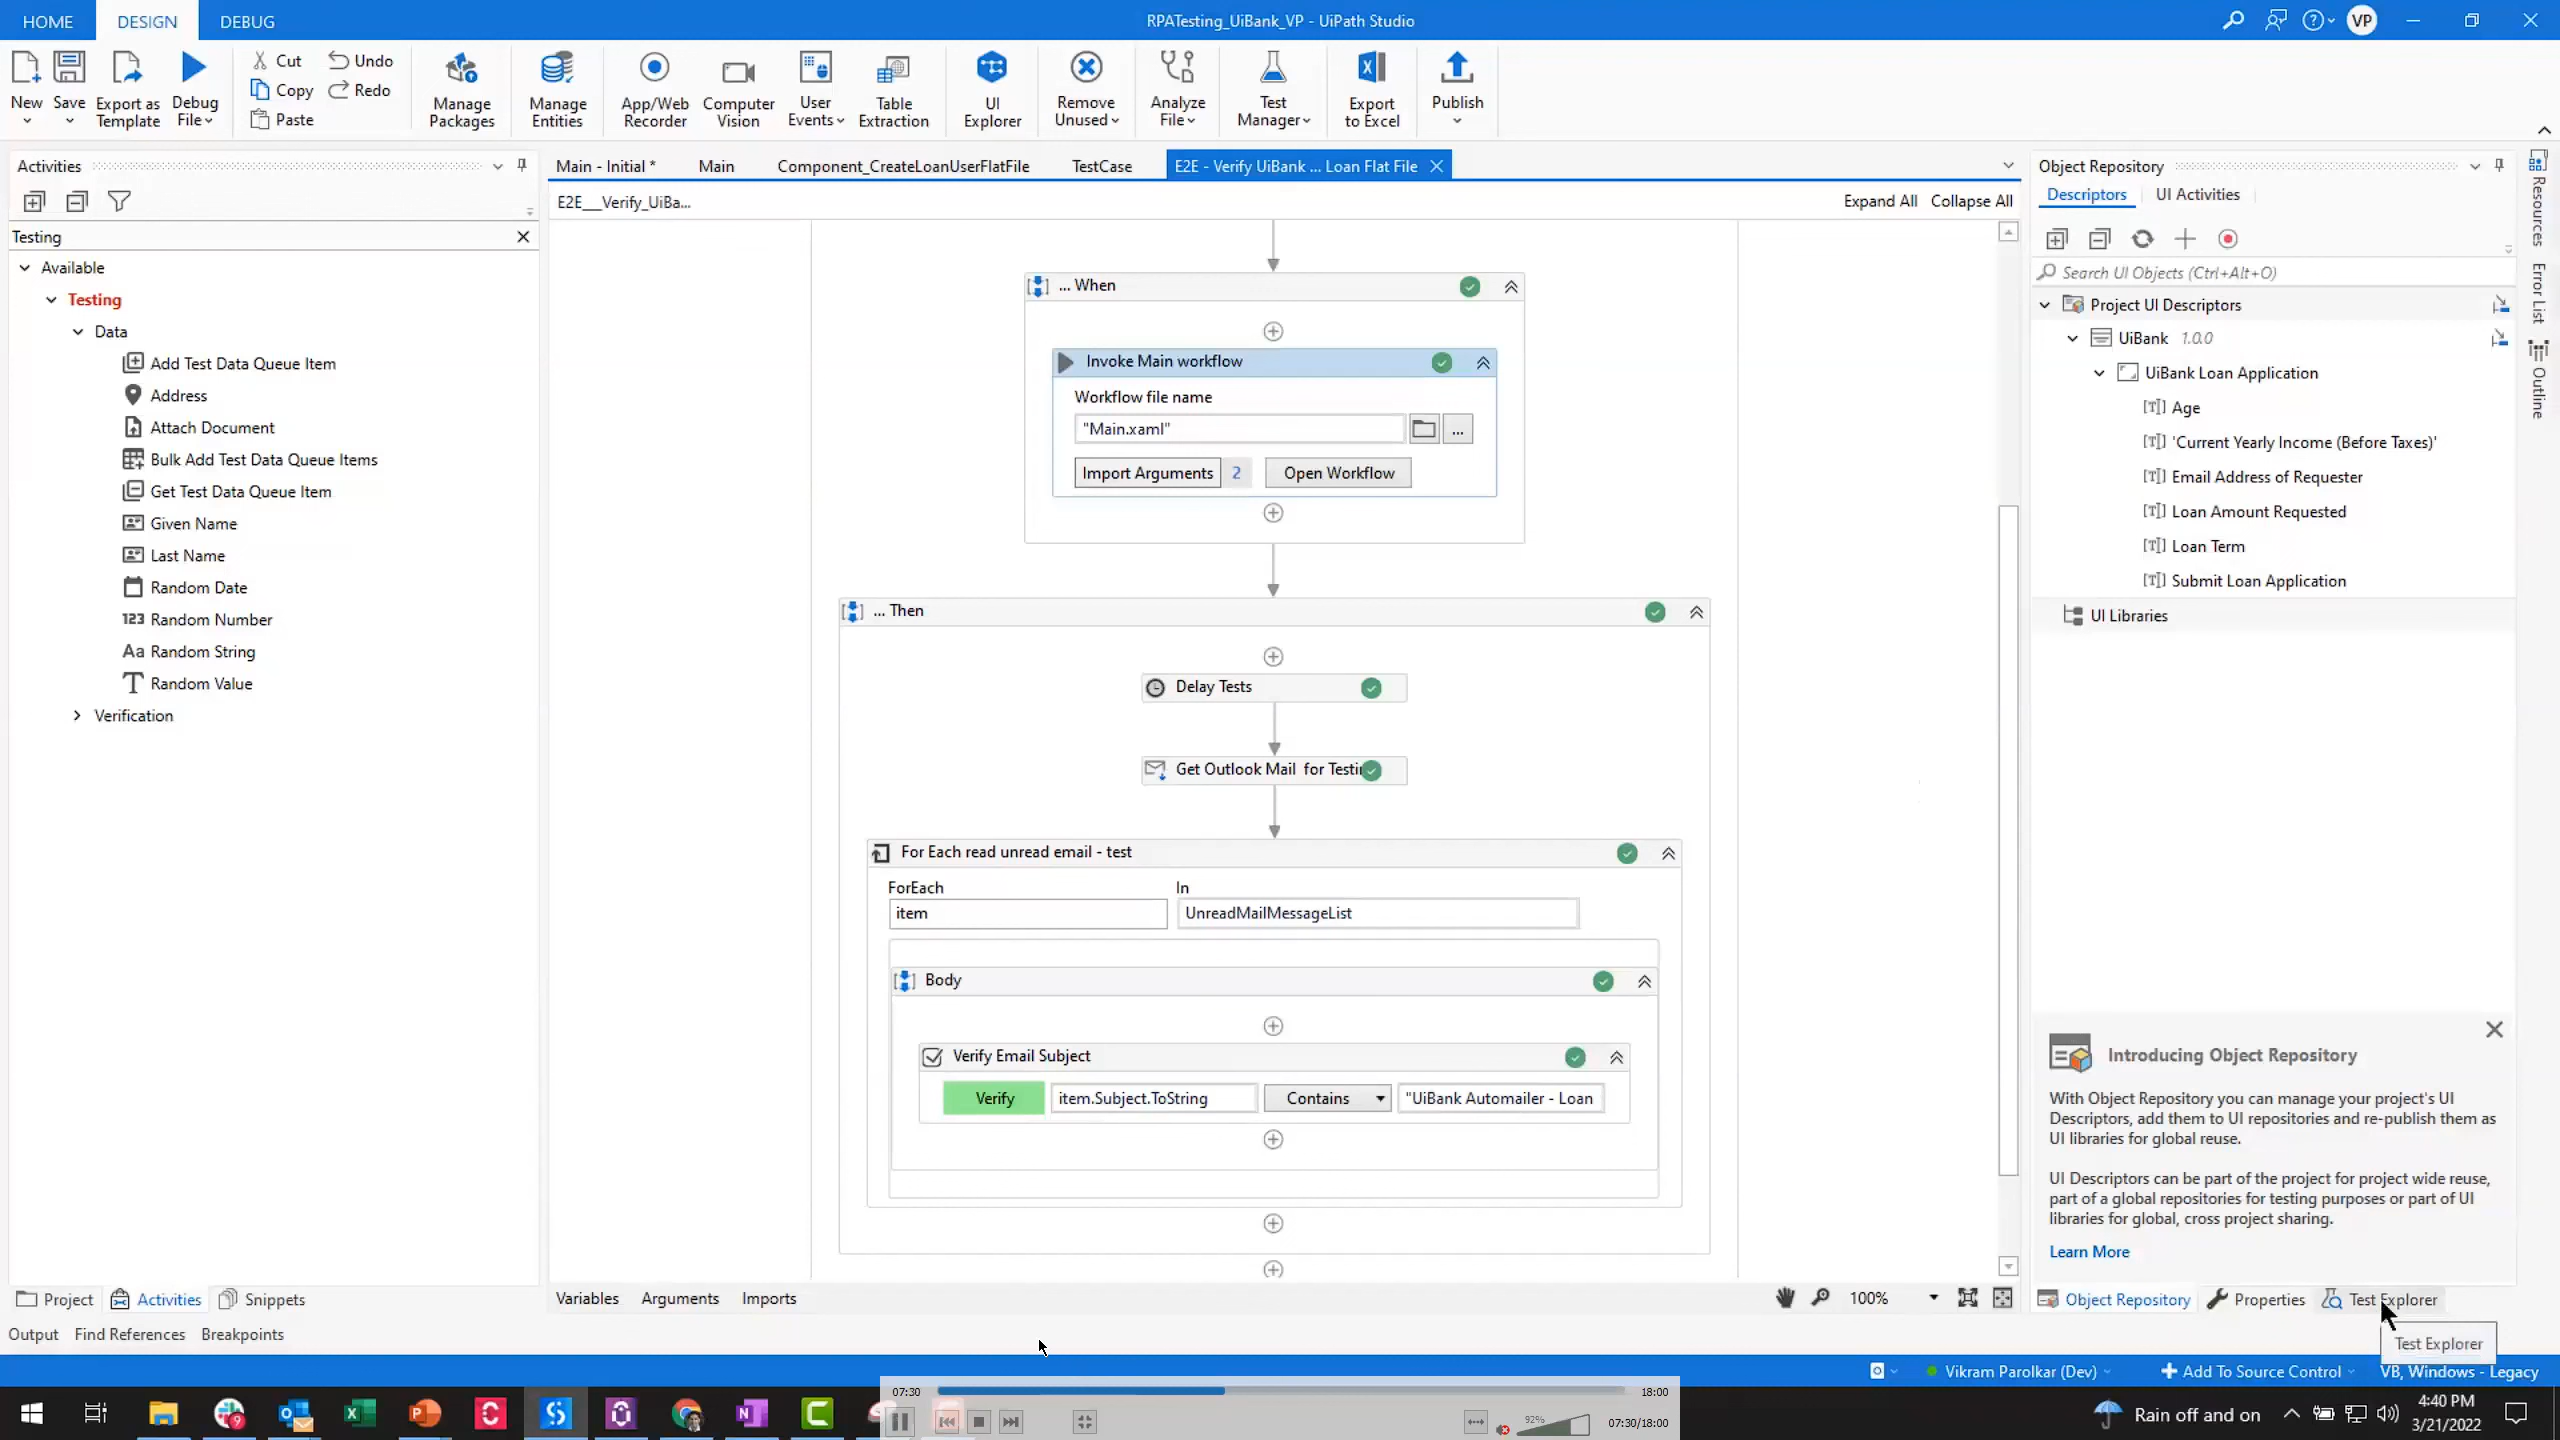 HOME
DESIGN
DEBUG
RPATesting_UiBank_VP - UiPath Studio
VP
New
Save
Export as
Template
Debug
File
Cut
Copy
Paste
Undo
Redo
Manage
Packages
Manage
Entities
App/Web
Recorder
Computer
Vision
User
Events
Table
Extraction
UI
Explorer
Remove
Unused
Analyze
File
Test
Manager
Export
to Excel
Publish
Activities
Testing
Available
Testing
Data
Add Test Data Queue Item
Address
Attach Document
Bulk Add Test Data Queue Items
Get Test Data Queue Item
Given Name
Last Name
Random Date
123 Random Number
Aa Random String
Random Value
Verification
Main - Initial *
Main
Component_CreateLoanUserFlatFile
TestCase
E2E - Verify UiBank ... Loan Flat File
E2E__Verify_UiBa...
Expand All
Collapse All
... When
Invoke Main workflow
Workflow file name
"Main.xaml"
...
Import Arguments 2
Open Workflow
... Then
Delay Tests
Get Outlook Mail for Testi
For Each read unread email - test
ForEach
In
item
UnreadMailMessageList
Body
Verify Email Subject
Verify
item.Subject.ToString
Contains
"UiBank Automailer - Loan
Object Repository
Descriptors
UI Activities
Search UI Objects (Ctrl+Alt+O)
Project UI Descriptors
UiBank 1.0.0
UiBank Loan Application
Age
'Current Yearly Income (Before Taxes)'
Email Address of Requester
Loan Amount Requested
Loan Term
Submit Loan Application
UI Libraries
Resources
Error List
Outline
Introducing Object Repository
With Object Repository you can manage your project's UI
Descriptors, add them to UI repositories and re-publish them as
UI libraries for global reuse.
UI Descriptors can be part of the project for project wide reuse,
part of a global repositories for testing purposes or part of UI
libraries for global, cross project sharing.
Learn More
Project
Activities
Snippets
Variables
Arguments
Imports
100%
Object Repository
Properties
Test Explorer
Output
Find References
Breakpoints
Test Explorer
Vikram Parolkar (Dev)
Add To Source Control
VB, Windows - Legacy
07:30
18:00
92%
07:30/18:00
Rain off and on
4:40 PM
3/21/2022